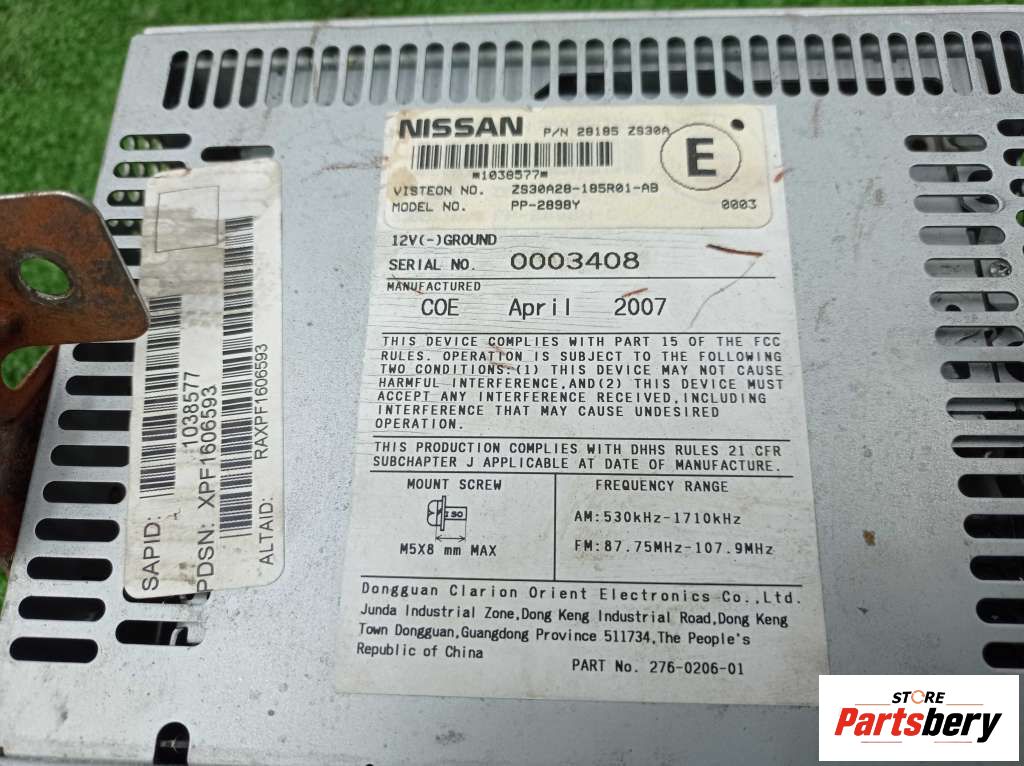 NISSAN P/N 28185 ZS30A
*1038577*
E
VISTEON NO. ZS30A28-185R01-AB
MODEL NO. PP-2898Y 0003
12V(-)GROUND
SERIAL NO. 0003408
MANUFACTURED
COE April 2007
THIS DEVICE COMPLIES WITH PART 15 OF THE FCC
RULES. OPERATION IS SUBJECT TO THE FOLLOWING
TWO CONDITIONS:(1) THIS DEVICE MAY NOT CAUSE
HARMFUL INTERFERENCE,AND(2) THIS DEVICE MUST
ACCEPT ANY INTERFERENCE RECEIVED,INCLUDING
INTERFERENCE THAT MAY CAUSE UNDESIRED
OPERATION.
THIS PRODUCTION COMPLIES WITH DHHS RULES 21 CFR
SUBCHAPTER J APPLICABLE AT DATE OF MANUFACTURE.
MOUNT SCREW
ISO
M5X8 mm MAX
FREQUENCY RANGE
AM:530kHz-1710kHz
FM:87.75MHz-107.9MHz
Dongguan Clarion Orient Electronics Co.,Ltd.
Junda Industrial Zone,Dong Keng Industrial Road,Dong Keng
Town Dongguan,Guangdong Province 511734,The People's
Republic of China
PART No. 276-0206-01
SAPID: 1038577
PDSN: XPF1606593
RAXPF1606593
ALTAID:
STORE
Partsbery